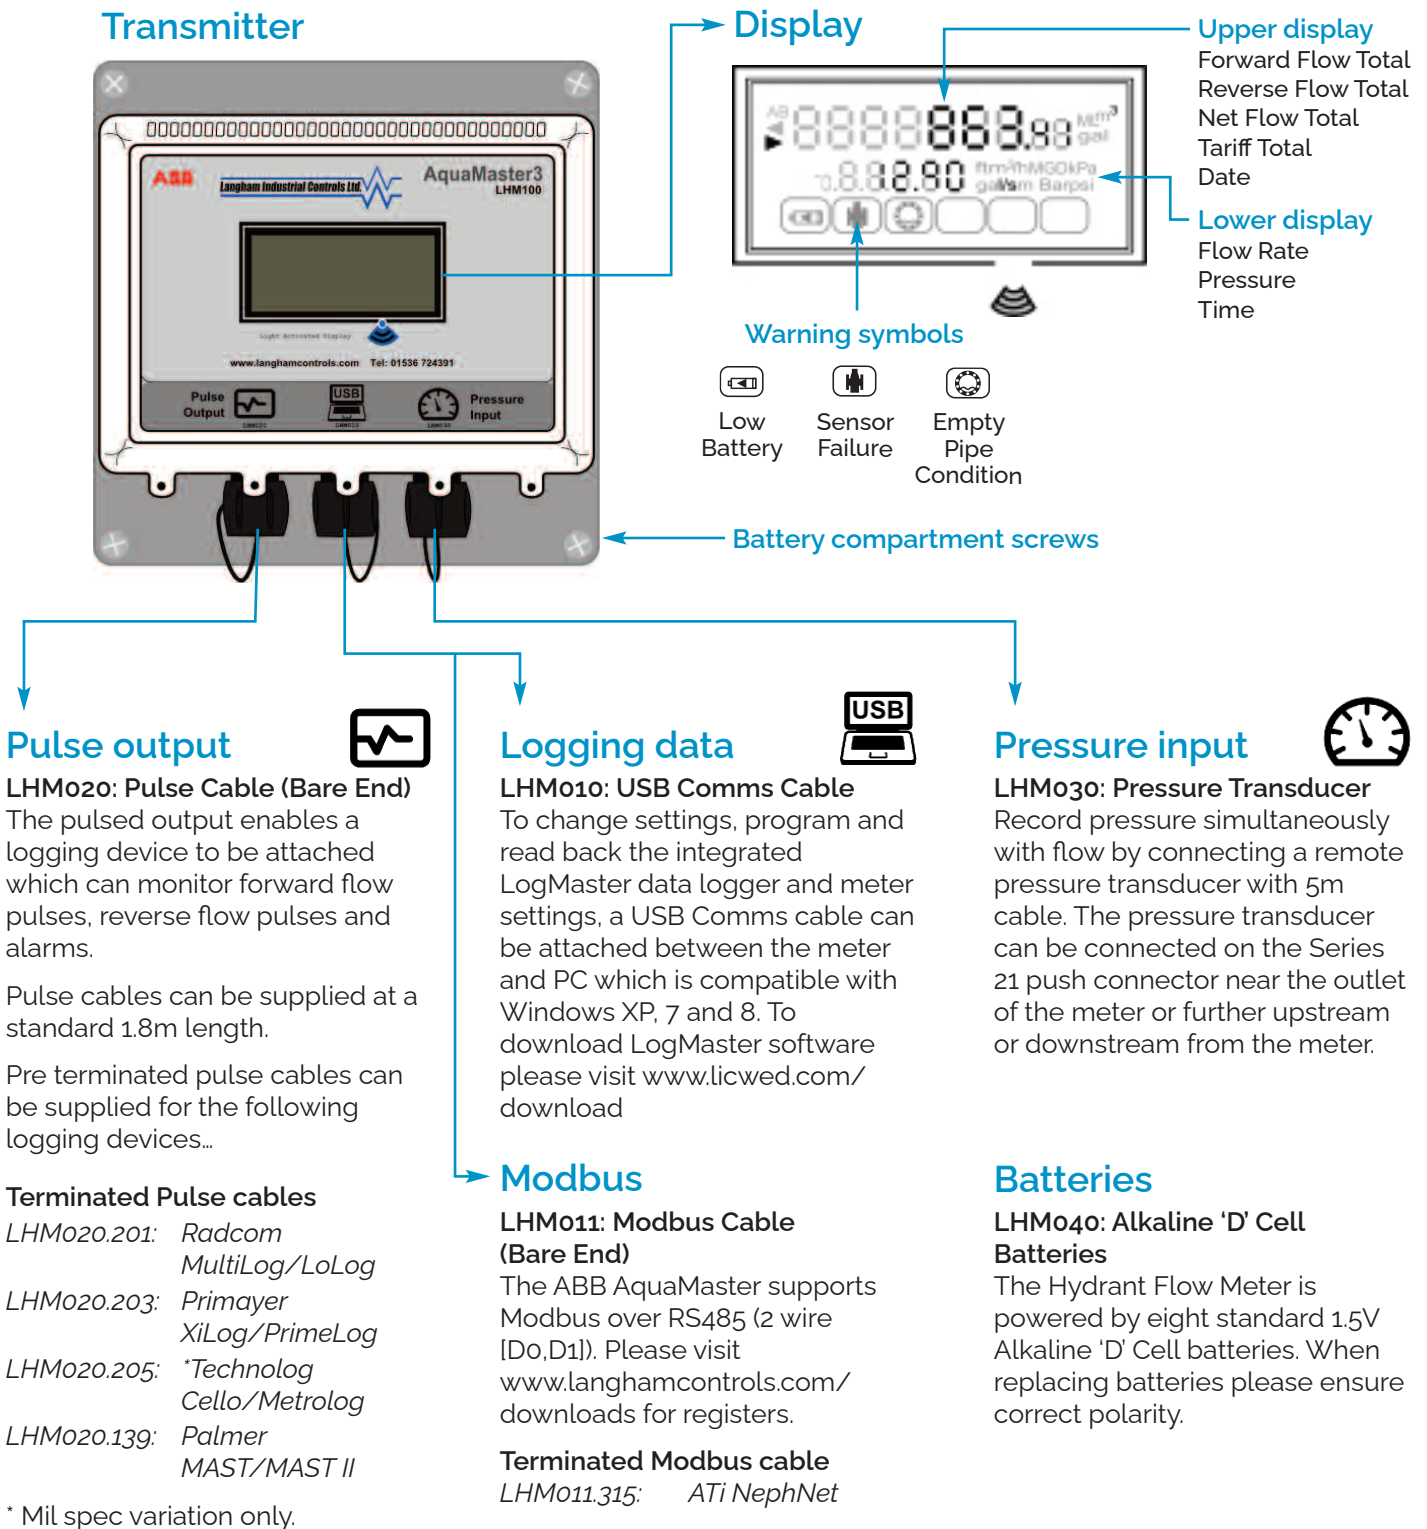 Transmitter
Display
Upper display
Forward Flow Total
Reverse Flow Total
Net Flow Total
Tariff Total
Date
Lower display
Flow Rate
Pressure
Time
ABB
Langham Industrial Controls Ltd.
AquaMaster3
LHM100
Light Activated Display
www.langhamcontrols.com Tel: 01536 724391
Pulse
Output
LHM020
USB
LHM010
LHM030
Pressure
Input
Warning symbols
Low
Battery
Sensor
Failure
Empty
Pipe
Condition
Battery compartment screws
Pulse output
LHM020: Pulse Cable (Bare End)
The pulsed output enables a
logging device to be attached
which can monitor forward flow
pulses, reverse flow pulses and
alarms.
Pulse cables can be supplied at a
standard 1.8m length.
Pre terminated pulse cables can
be supplied for the following
logging devices…
Terminated Pulse cables
LHM020.201: Radcom
MultiLog/LoLog
LHM020.203: Primayer
XiLog/PrimeLog
LHM020.205: *Technolog
Cello/Metrolog
LHM020.139: Palmer
MAST/MAST II
* Mil spec variation only.
USB
Logging data
LHM010: USB Comms Cable
To change settings, program and
read back the integrated
LogMaster data logger and meter
settings, a USB Comms cable can
be attached between the meter
and PC which is compatible with
Windows XP, 7 and 8. To
download LogMaster software
please visit www.licwed.com/
download
Modbus
LHM011: Modbus Cable
(Bare End)
The ABB AquaMaster supports
Modbus over RS485 (2 wire
[D0,D1]). Please visit
www.langhamcontrols.com/
downloads for registers.
Terminated Modbus cable
LHM011.315: ATi NephNet
Pressure input
LHM030: Pressure Transducer
Record pressure simultaneously
with flow by connecting a remote
pressure transducer with 5m
cable. The pressure transducer
can be connected on the Series
21 push connector near the outlet
of the meter or further upstream
or downstream from the meter.
Batteries
LHM040: Alkaline ‘D’ Cell
Batteries
The Hydrant Flow Meter is
powered by eight standard 1.5V
Alkaline ‘D’ Cell batteries. When
replacing batteries please ensure
correct polarity.